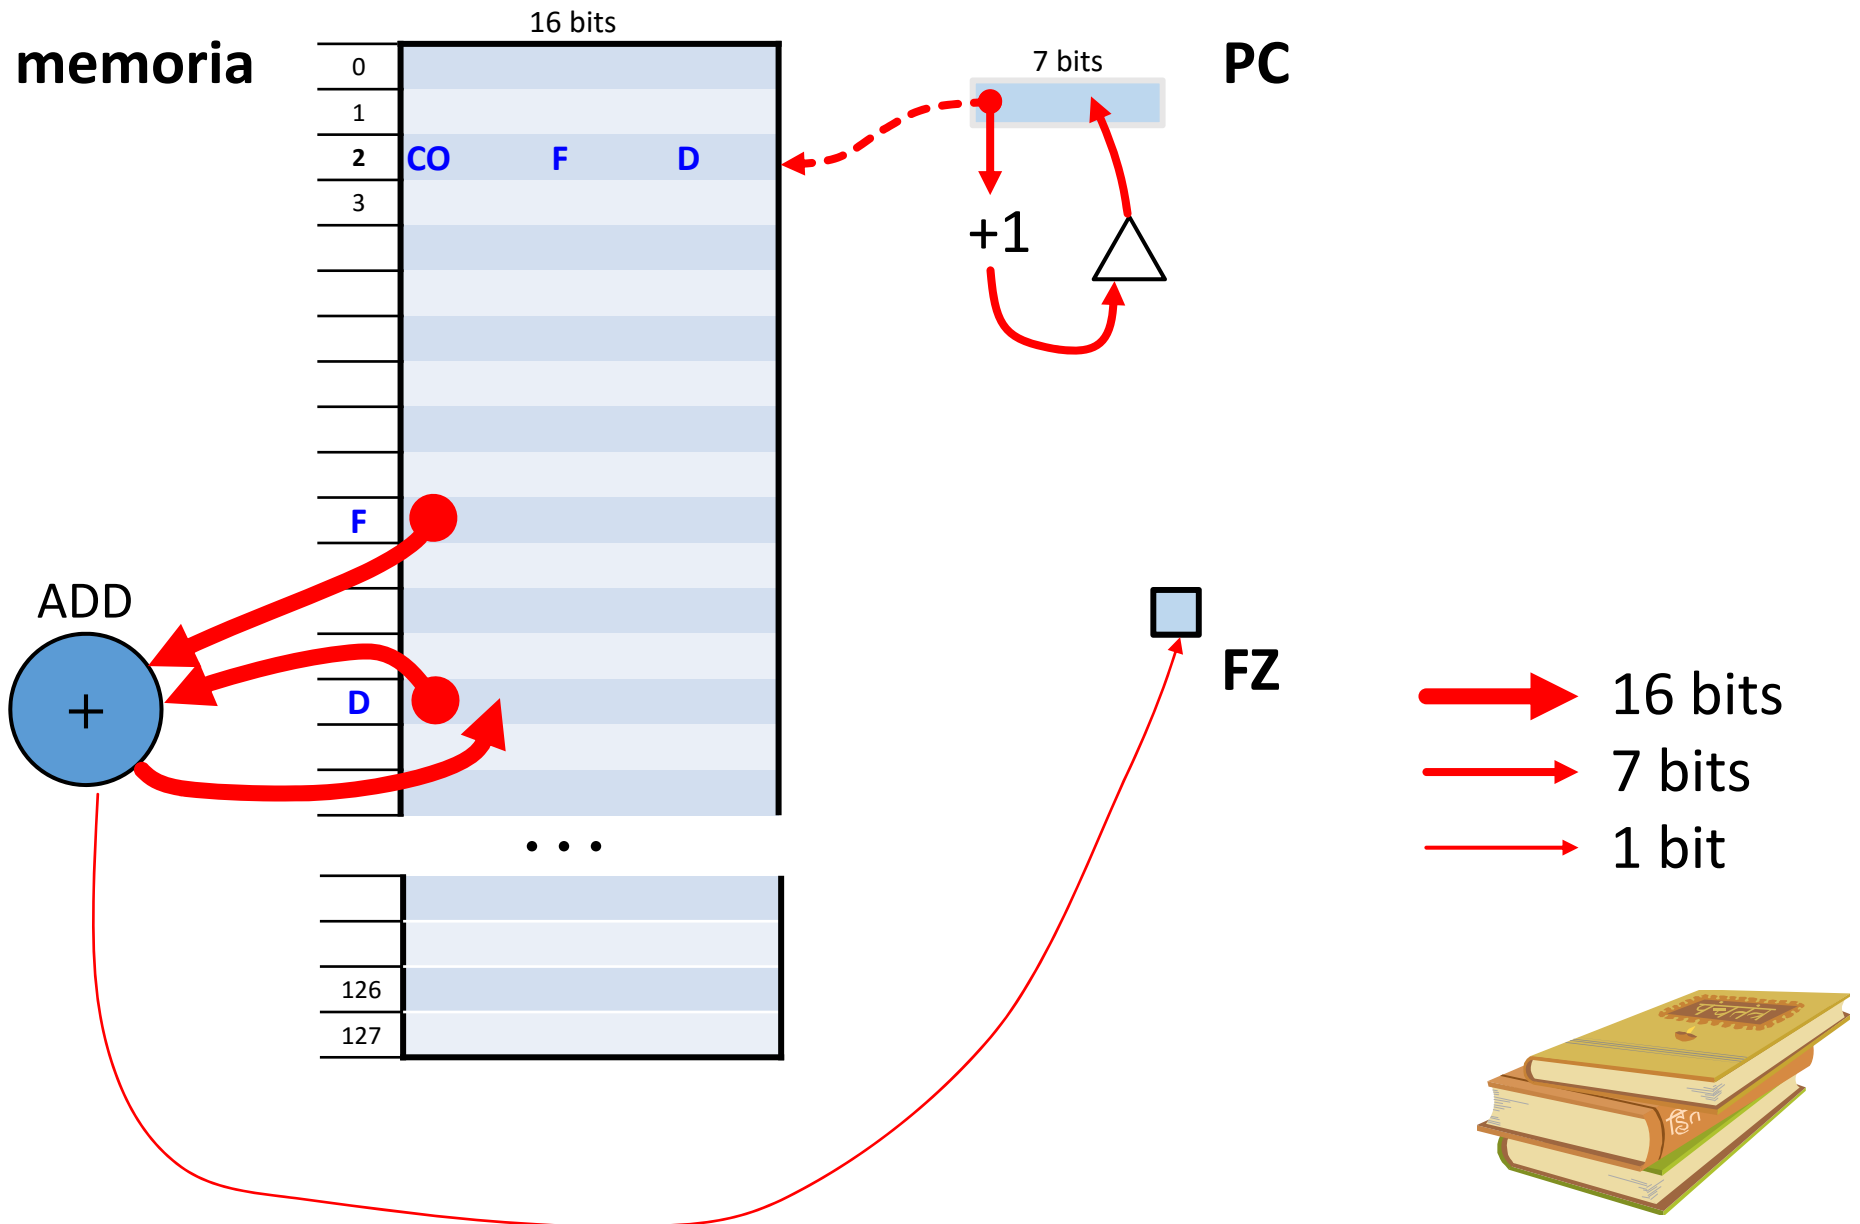 16 bits
memoria
7 bits
PC
0
1
2 CO F D
3
+1
F
ADD
+
D
FZ
16 bits
7 bits
1 bit
...
126
127